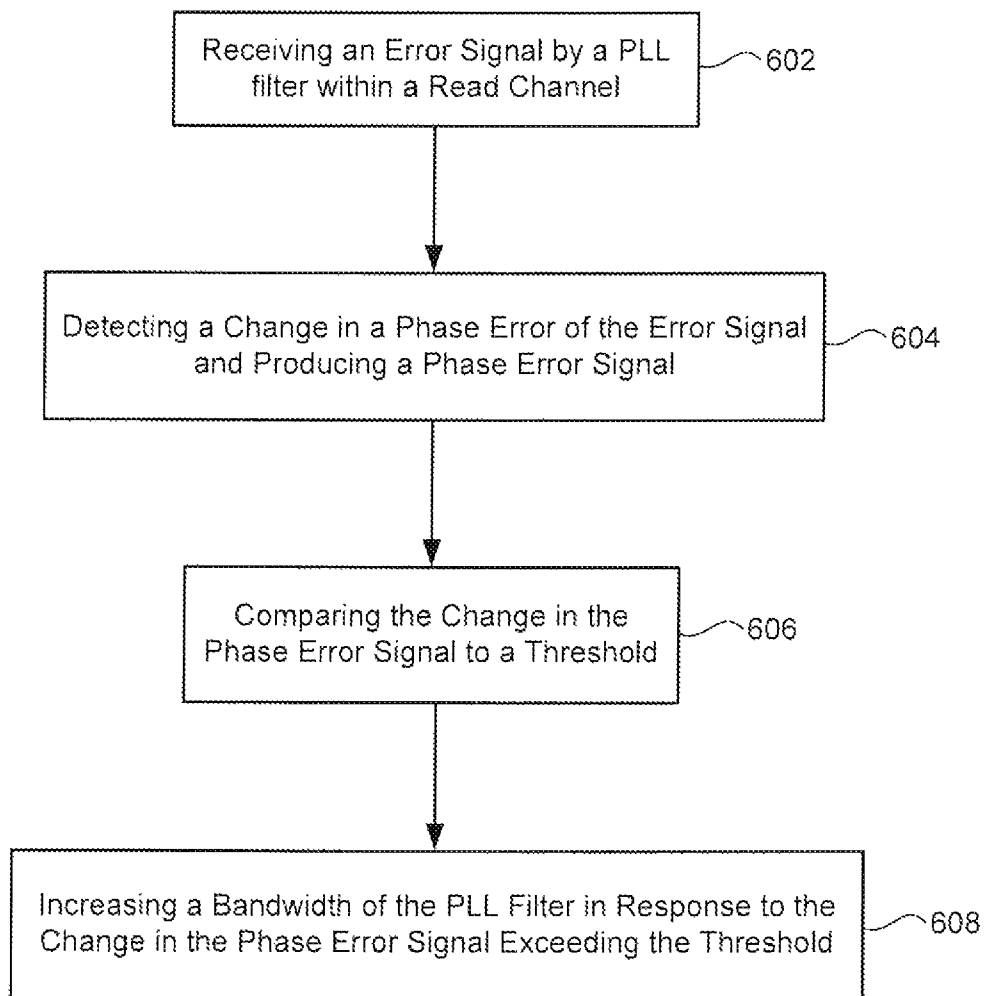 Receiving an Error Signal by a PLL
filter within a Read Channel
602
Detecting a Change in a Phase Error of the Error Signal
and Producing a Phase Error Signal
604
Comparing the Change in the
Phase Error Signal to a Threshold
606
Increasing a Bandwidth of the PLL Filter in Response to the
Change in the Phase Error Signal Exceeding the Threshold
608